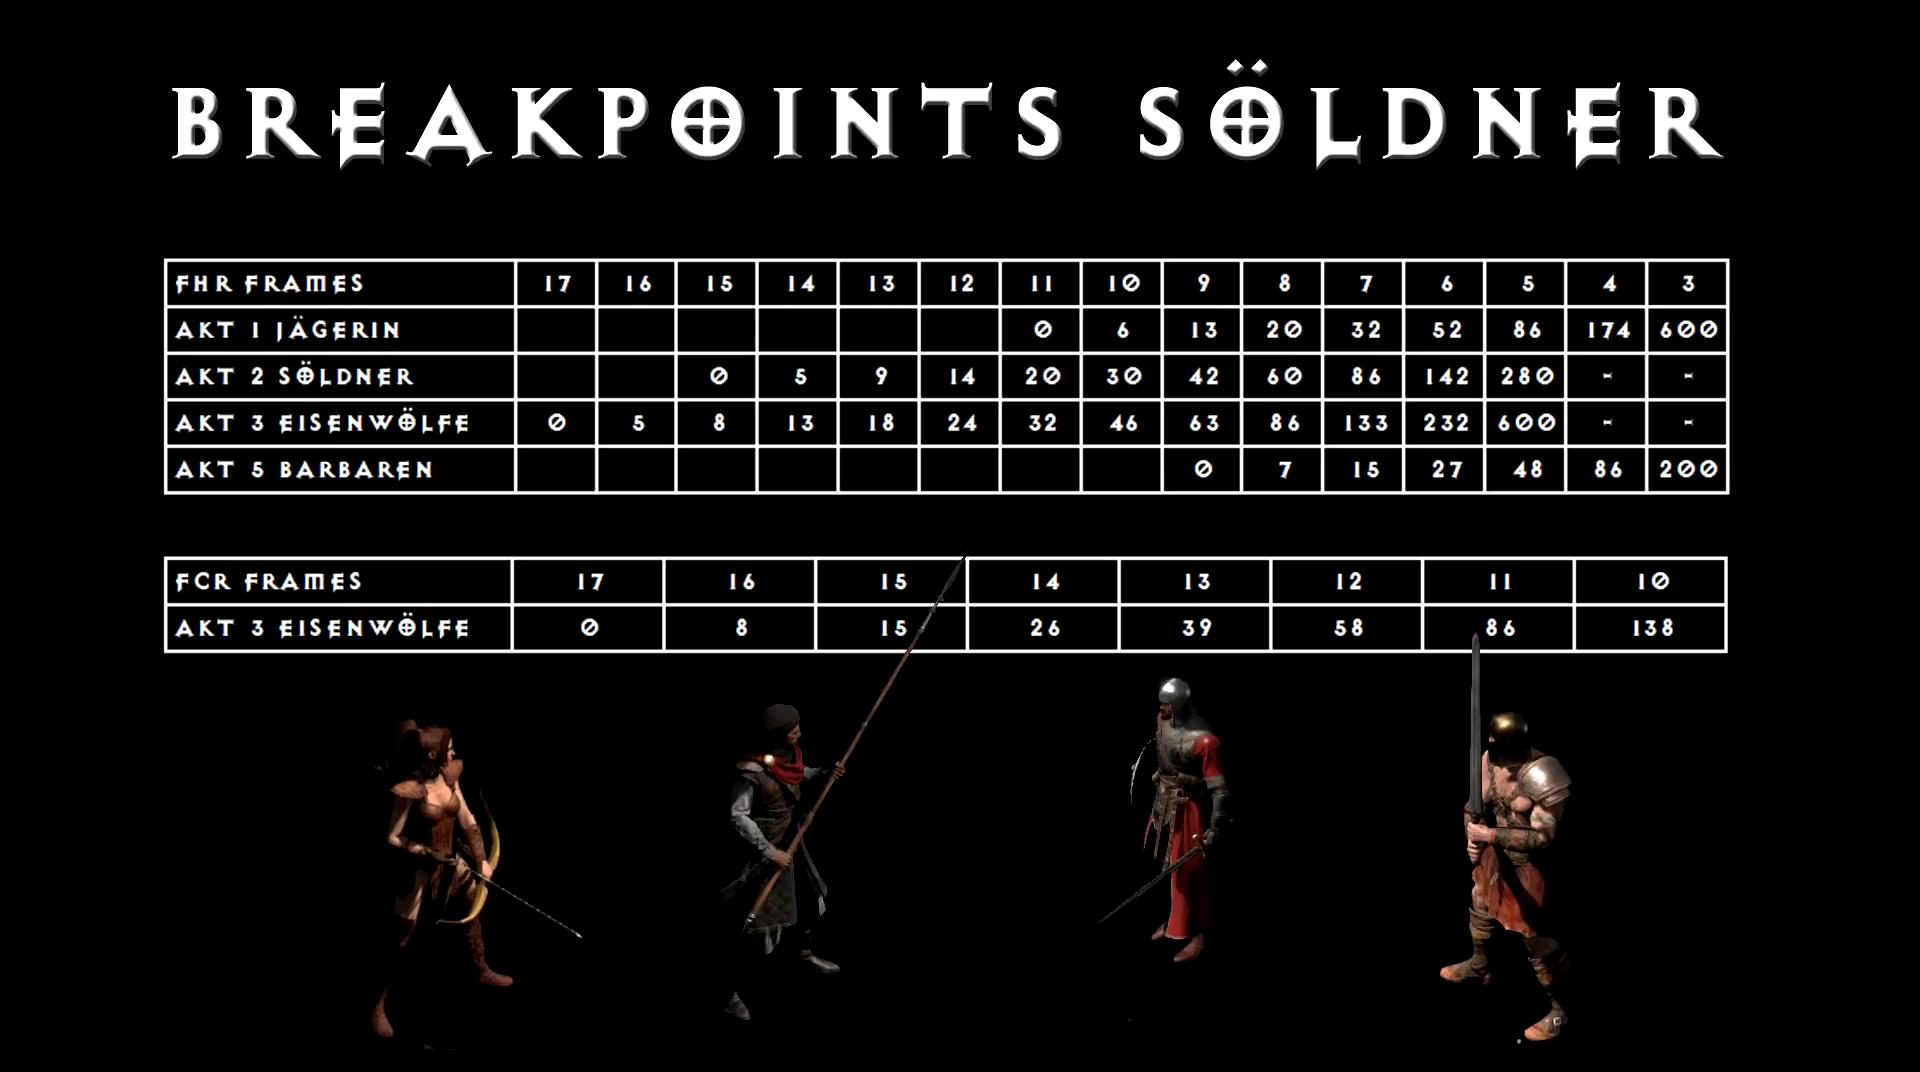 BREAKPOINTS SÖLDNER
FHR FRAMES 17 16 15 14 13 12 11 10 9 8 7 6 5 4 3
AKT 1 JÄGERIN 0 6 13 20 32 52 86 174 600
AKT 2 SÖLDNER 0 5 9 14 20 30 42 60 86 142 280 - -
AKT 3 EISENWÖLFE 0 5 8 13 18 24 32 46 63 86 133 232 600 - -
AKT 5 BARBAREN 0 7 15 27 48 86 200
FCR FRAMES 17 16 15 14 13 12 11 10
AKT 3 EISENWÖLFE 0 8 15 26 39 58 86 138